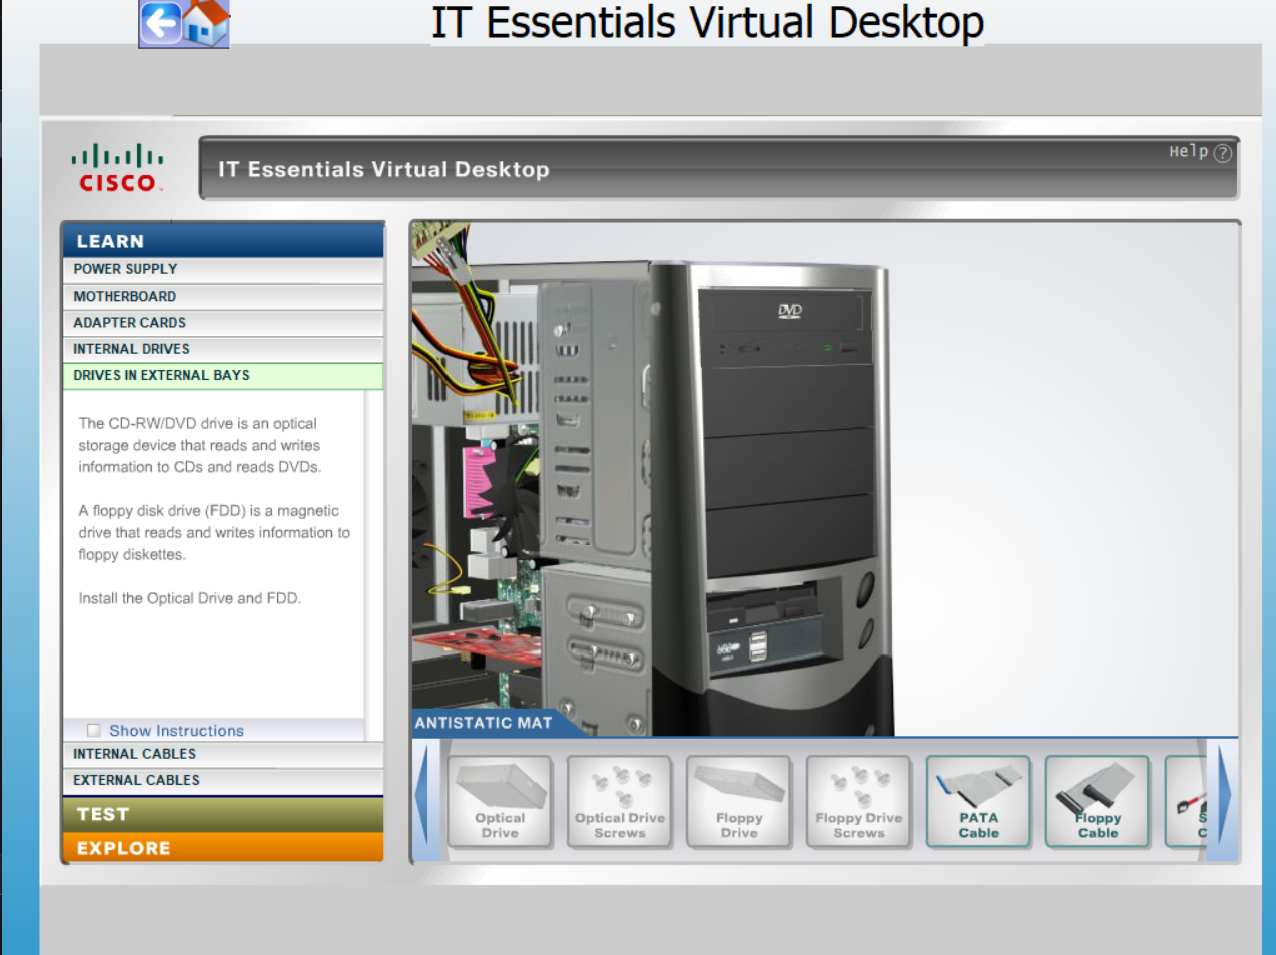 IT Essentials Virtual Desktop
CISCO
IT Essentials Virtual Desktop
Help ?
LEARN
POWER SUPPLY
MOTHERBOARD
ADAPTER CARDS
INTERNAL DRIVES
DRIVES IN EXTERNAL BAYS
The CD-RW/DVD drive is an optical
storage device that reads and writes
information to CDs and reads DVDs.
A floppy disk drive (FDD) is a magnetic
drive that reads and writes information to
floppy diskettes.
Install the Optical Drive and FDD.
Show Instructions
INTERNAL CABLES
EXTERNAL CABLES
TEST
EXPLORE
DVD
ANTISTATIC MAT
Optical
Drive
Optical Drive
Screws
Floppy
Drive
Floppy Drive
Screws
PATA
Cable
Floppy
Cable
S
C